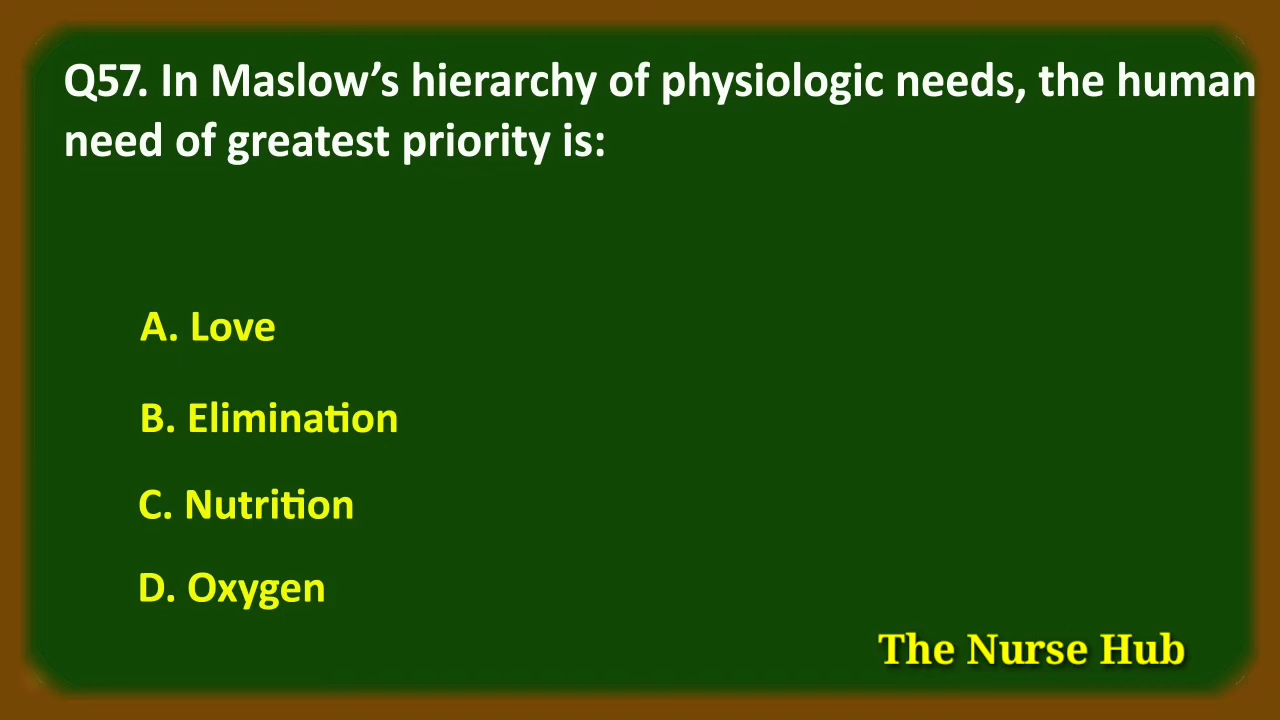 Q57. In Maslow’s hierarchy of physiologic needs, the human
need of greatest priority is:
A. Love
B. Elimination
C. Nutrition
D. Oxygen
The Nurse Hub